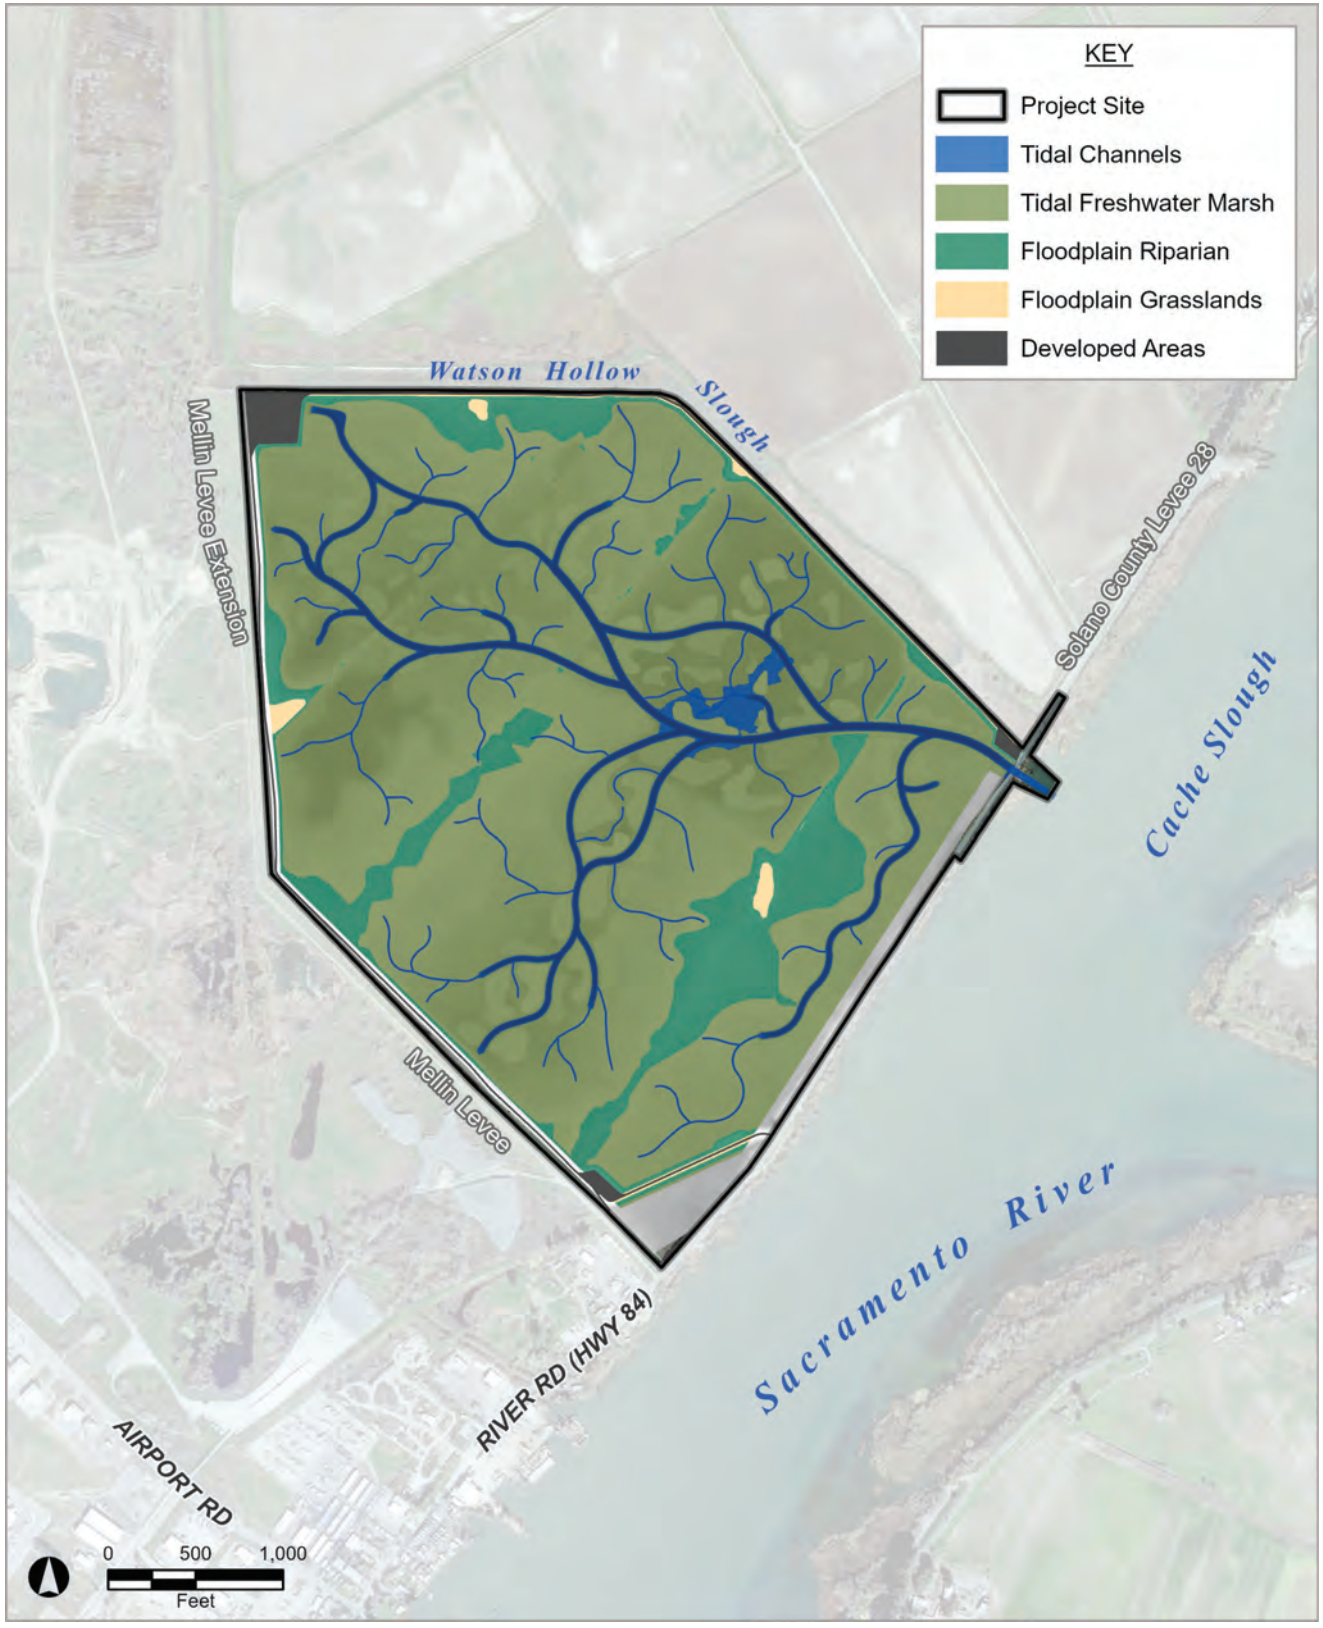 KEY
Project Site
Tidal Channels
Tidal Freshwater Marsh
Floodplain Riparian
Floodplain Grasslands
Developed Areas
Watson Hollow
Slough
Mellin Levee Extension
Solano County Levee 28
Cache Slough
Mellin Levee
Sacramento River
RIVER RD (HWY 84)
AIRPORT RD
0 500 1,000
Feet